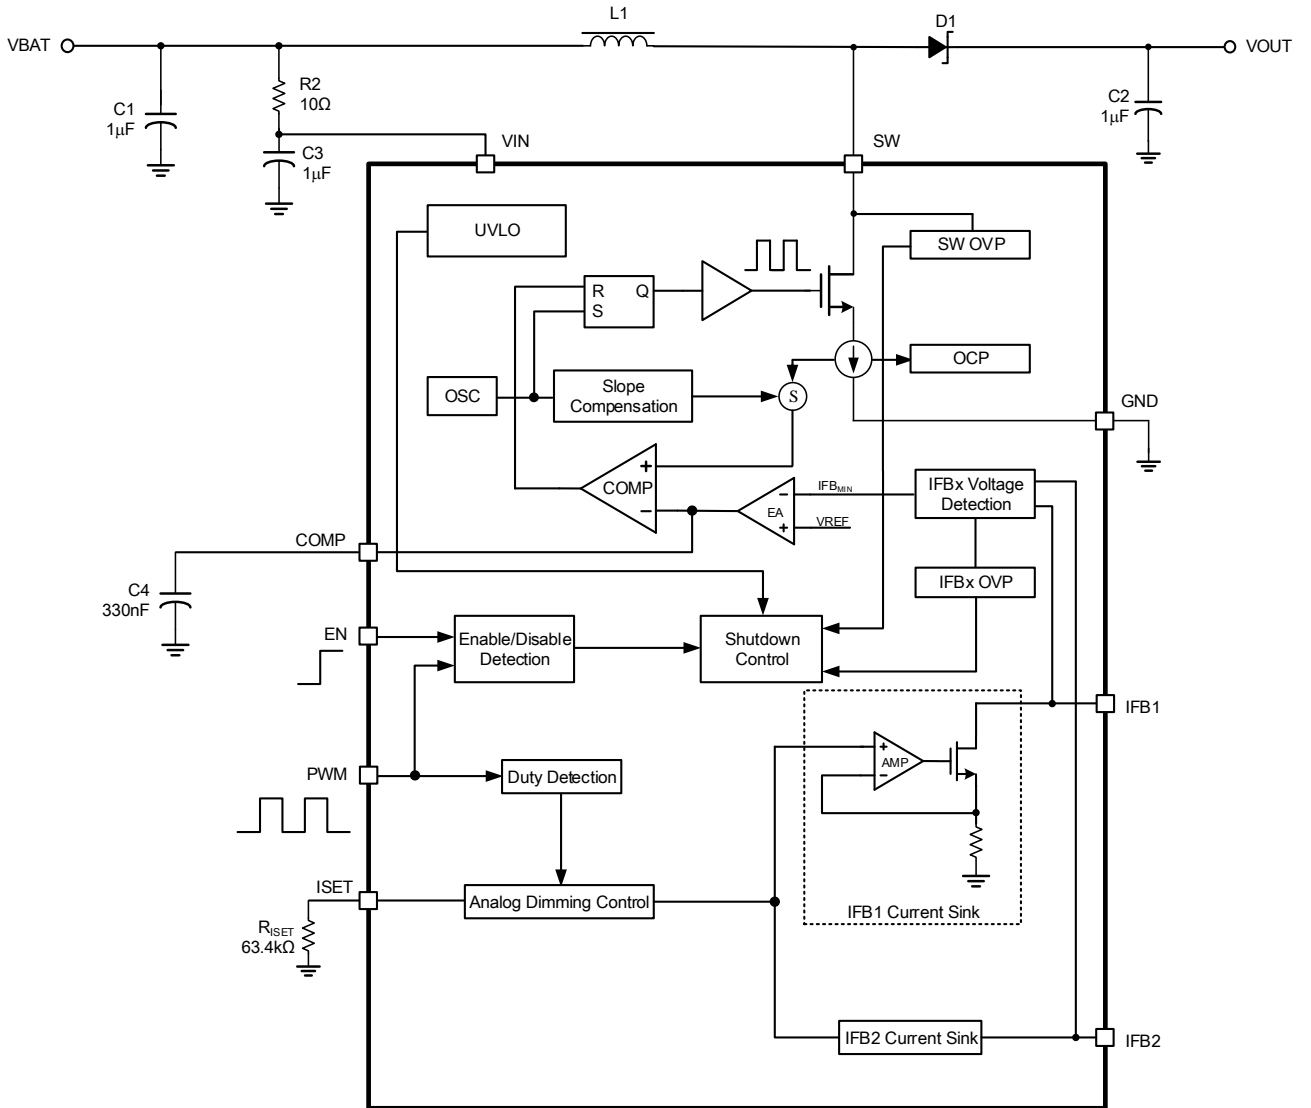 L1
D1
VBAT
VOUT
R2
10Ω
C1
1μF
C2
1μF
C3
1μF
VIN
SW
UVLO
SW OVP
R
Q
S
OCP
OSC
Slope
Compensation
S
GND
+
COMP
−
IFBMIN
−
EA
+
VREF
IFBx Voltage
Detection
COMP
C4
330nF
IFBx OVP
EN
Enable/Disable
Detection
Shutdown
Control
IFB1
+
AMP
−
PWM
Duty Detection
ISET
Analog Dimming Control
RISET
63.4kΩ
IFB1 Current Sink
IFB2 Current Sink
IFB2